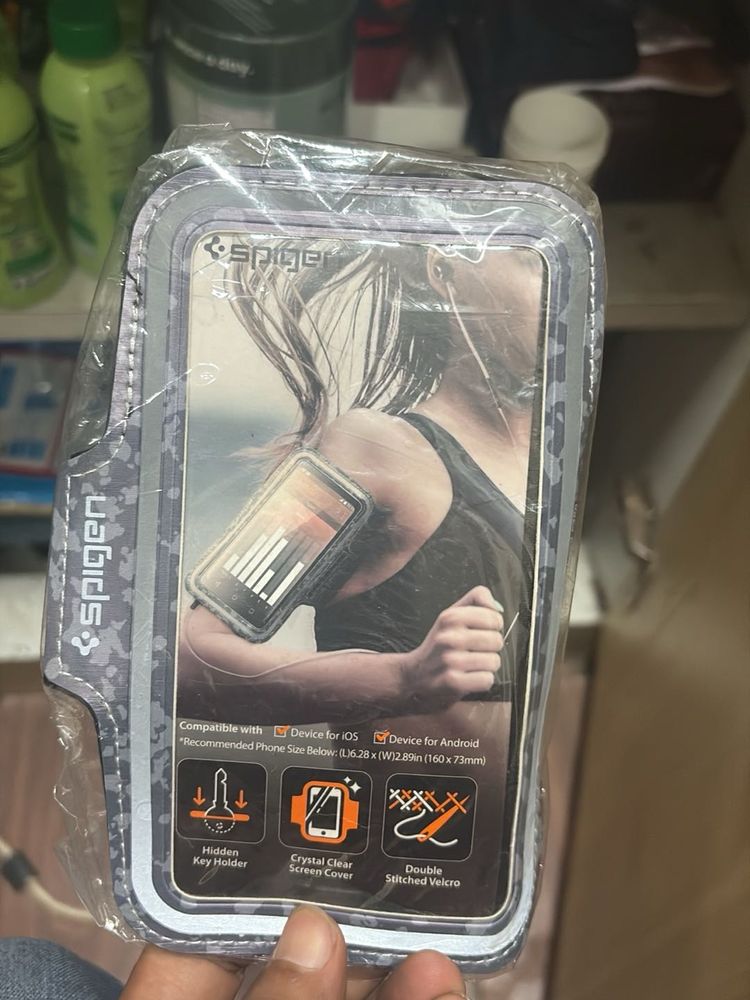 a day.
spigen
spigen
Compatible with Device for iOS Device for Android
*Recommended Phone Size Below: (L)6.28 x (W)2.89in (160 x 73mm)
Hidden
Key Holder
Crystal Clear
Screen Cover
Double
Stitched Velcro